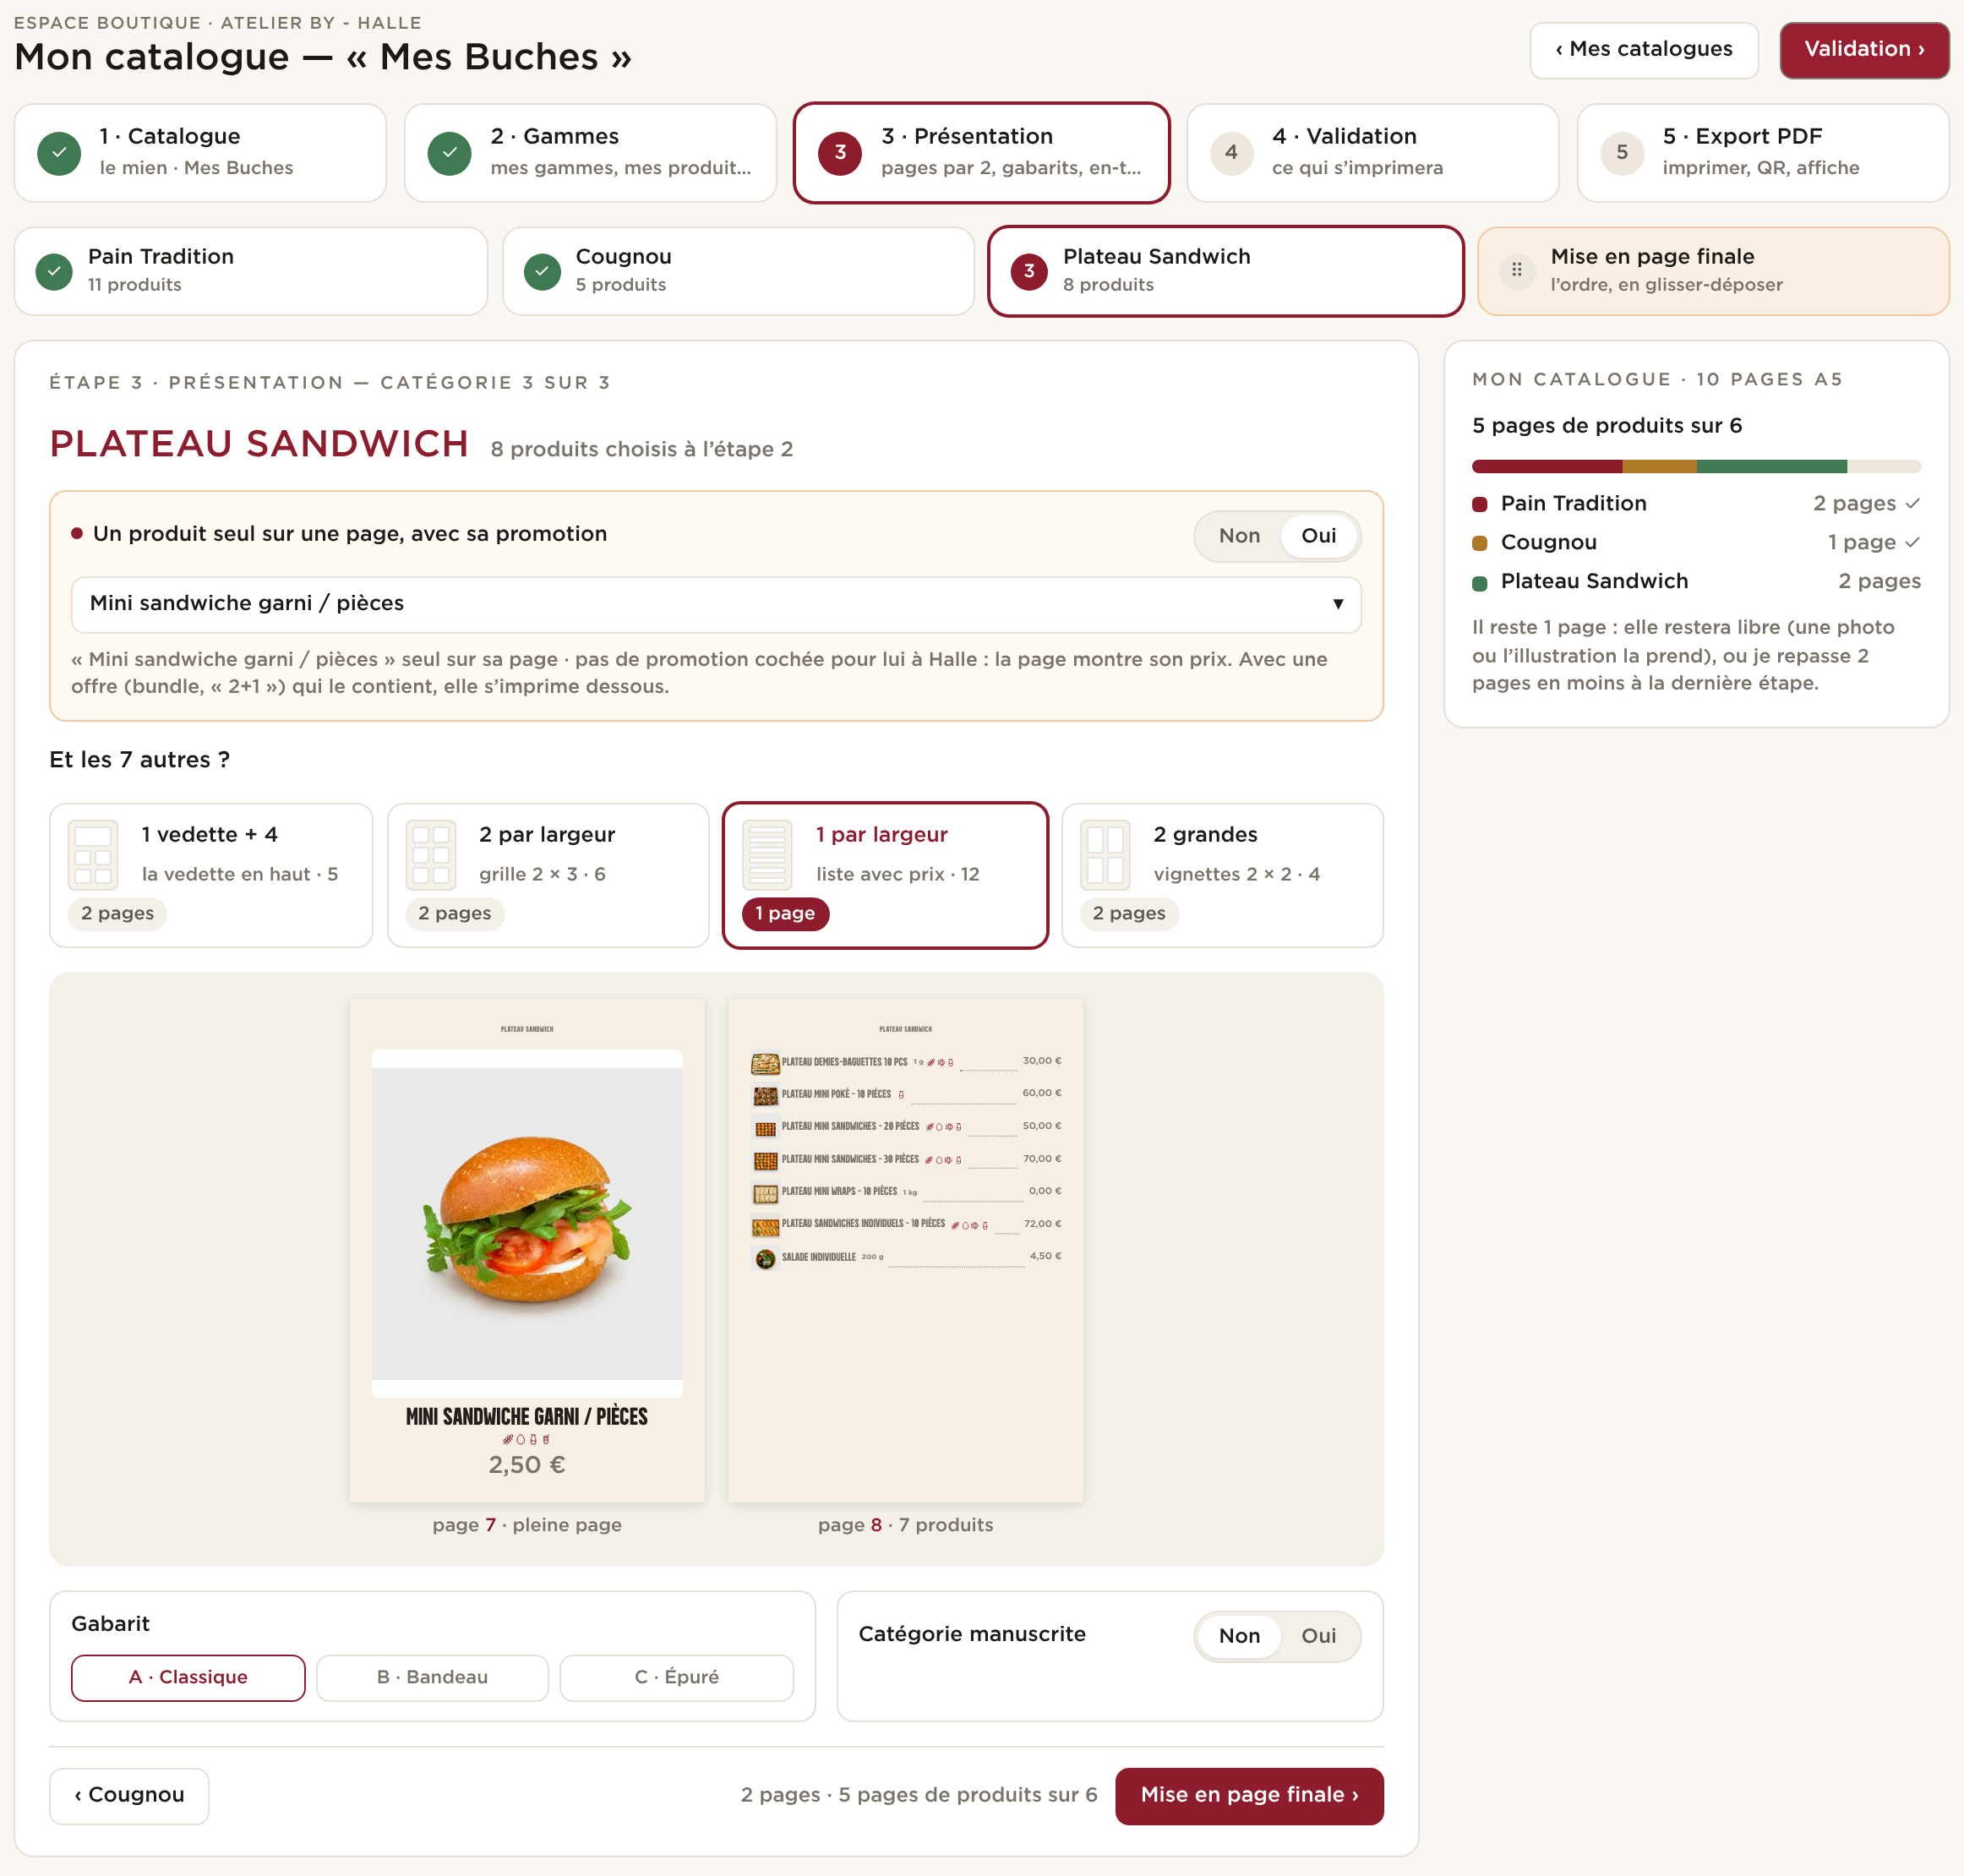 ESPACE BOUTIQUE · ATELIER BY - HALLE
Mon catalogue — « Mes Buches »
‹ Mes catalogues
Validation ›
1 · Catalogue
le mien · Mes Buches
2 · Gammes
mes gammes, mes produit...
3
3 · Présentation
pages par 2, gabarits, en-t...
4
4 · Validation
ce qui s’imprimera
5
5 · Export PDF
imprimer, QR, affiche
Pain Tradition
11 produits
Cougnou
5 produits
3
Plateau Sandwich
8 produits
Mise en page finale
l’ordre, en glisser-déposer
ÉTAPE 3 · PRÉSENTATION — CATÉGORIE 3 SUR 3
PLATEAU SANDWICH 8 produits choisis à l’étape 2
Un produit seul sur une page, avec sa promotion
Non Oui
Mini sandwiche garni / pièces
« Mini sandwiche garni / pièces » seul sur sa page · pas de promotion cochée pour lui à Halle : la page montre son prix. Avec une
offre (bundle, « 2+1 ») qui le contient, elle s’imprime dessous.
Et les 7 autres ?
1 vedette + 4
la vedette en haut · 5
2 pages
2 par largeur
grille 2 × 3 · 6
2 pages
1 par largeur
liste avec prix · 12
1 page
2 grandes
vignettes 2 × 2 · 4
2 pages
PLATEAU SANDWICH
MINI SANDWICHE GARNI / PIÈCES
2,50 €
page 7 · pleine page
PLATEAU SANDWICH
PLATEAU DEMIES-BAGUETTES 10 PCS 1 g 30,00 €
PLATEAU MINI POKÉ - 10 PIÈCES 60,00 €
PLATEAU MINI SANDWICHES - 20 PIÈCES 50,00 €
PLATEAU MINI SANDWICHES - 30 PIÈCES 70,00 €
PLATEAU MINI WRAPS - 10 PIÈCES 1 kg 0,00 €
PLATEAU SANDWICHES INDIVIDUELS - 10 PIÈCES 72,00 €
SALADE INDIVIDUELLE 200 g 4,50 €
page 8 · 7 produits
Gabarit
A · Classique
B · Bandeau
C · Épuré
Catégorie manuscrite
Non Oui
‹ Cougnou
2 pages · 5 pages de produits sur 6
Mise en page finale ›
MON CATALOGUE · 10 PAGES A5
5 pages de produits sur 6
Pain Tradition 2 pages ✓
Cougnou 1 page ✓
Plateau Sandwich 2 pages
Il reste 1 page : elle restera libre (une photo
ou l’illustration la prend), ou je repasse 2
pages en moins à la dernière étape.